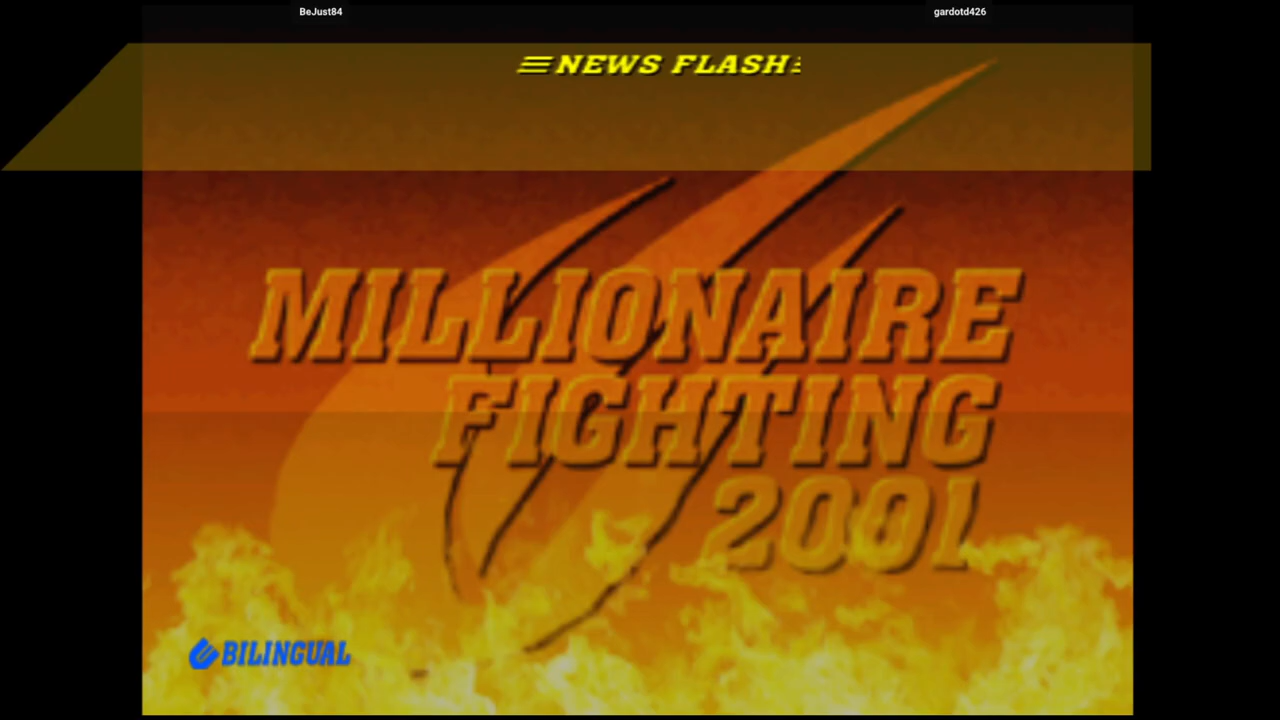 BeJust84
gardotd426
NEWS FLASH
MILLIONAIRE
FIGHTING
2001
BILINGUAL